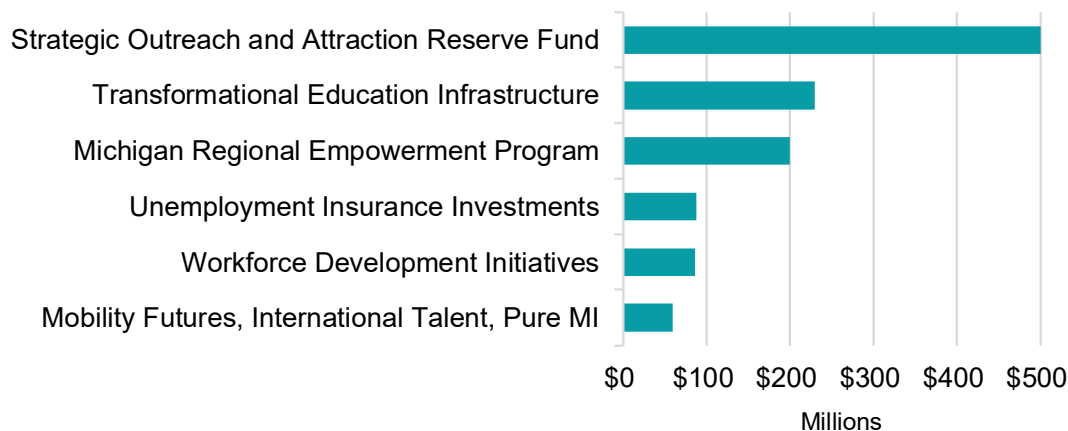 Strategic Outreach and Attraction Reserve Fund
Transformational Education Infrastructure
Michigan Regional Empowerment Program
Unemployment Insurance Investments
Workforce Development Initiatives
Mobility Futures, International Talent, Pure MI
$0 $100 $200 $300 $400 $500
Millions